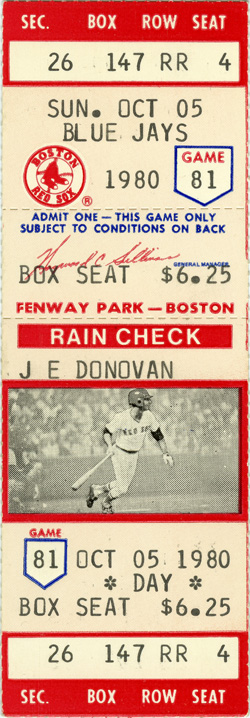 SEC. BOX ROW SEAT
26 147 RR 4
SUN. OCT 05
BLUE JAYS
BOSTON
RED SOX
®
1980
GAME
81
ADMIT ONE — THIS GAME ONLY
SUBJECT TO CONDITIONS ON BACK
Haywood C. Sullivan
GENERAL MANAGER
BOX SEAT $6.25
FENWAY PARK — BOSTON
RAIN CHECK
J E DONOVAN
RED SOX
GAME
81 OCT 05 1980
* DAY *
BOX SEAT $6.25
26 147 RR 4
SEC. BOX ROW SEAT